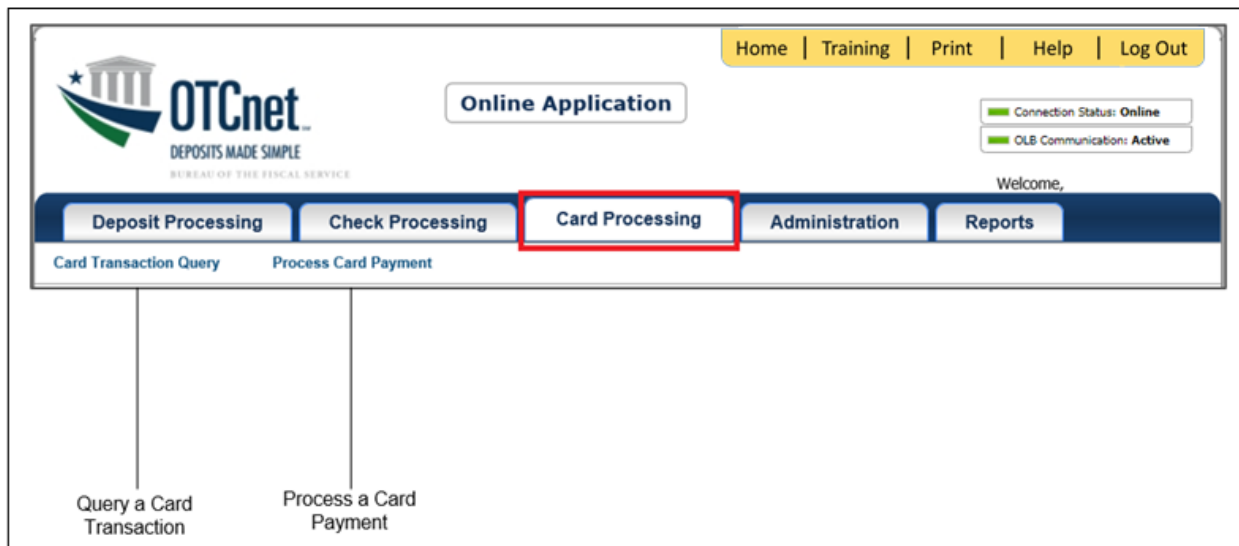 Home | Training | Print | Help | Log Out
OTCnet
DEPOSITS MADE SIMPLE
BUREAU OF THE FISCAL SERVICE
Online Application
Connection Status: Online
OLB Communication: Active
Welcome,
Deposit Processing Check Processing Card Processing Administration Reports
Card Transaction Query Process Card Payment
Query a Card
Transaction
Process a Card
Payment